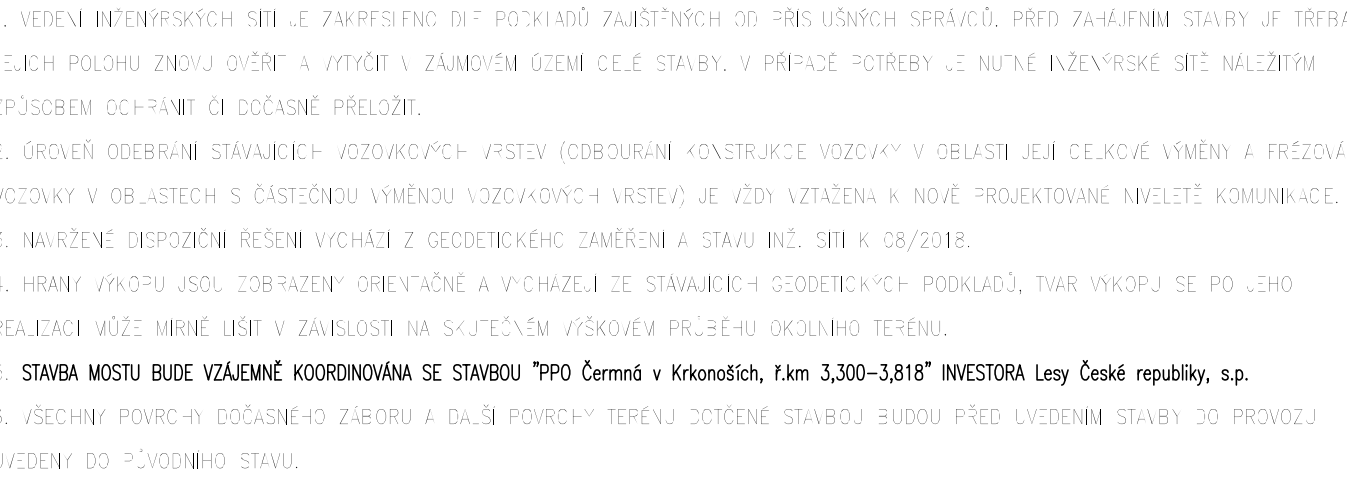 1. VEDENÍ INŽENÝRSKÝCH SÍTÍ JE ZAKRESLENO DLE PODKLADŮ ZAJIŠTĚNÝCH OD PŘÍSLUŠNÝCH SPRÁVCŮ. PŘED ZAHÁJENÍM STAVBY JE TŘEBA
JEJICH POLOHU ZNOVU OVĚŘIT A VYTYČIT V ZÁJMOVÉM ÚZEMÍ CELÉ STAVBY. V PŘÍPADĚ POTŘEBY JE NUTNÉ INŽENÝRSKÉ SÍTĚ NÁLEŽITÝM
ZPŮSOBEM OCHRÁNIT ČI DOČASNĚ PŘELOŽIT.
2. ÚROVEŇ ODEBRÁNÍ STÁVAJÍCÍCH VOZOVKOVÝCH VRSTEV (ODBOURÁNÍ KONSTRUKCE VOZOVKY V OBLASTI JEJÍ CELKOVÉ VÝMĚNY A FRÉZOVÁ
VOZOVKY V OBLASTECH S ČÁSTEČNOU VÝMĚNOU VOZOVKOVÝCH VRSTEV) JE VŽDY VZTAŽENA K NOVĚ PROJEKTOVANÉ NIVELETĚ KOMUNIKACE.
3. NAVRŽENÉ DISPOZIČNÍ ŘEŠENÍ VYCHÁZÍ Z GEODETICKÉHO ZAMĚŘENÍ A STAVU INŽ. SÍTÍ K 08/2018.
4. HRANY VÝKOPU JSOU ZOBRAZENY ORIENTAČNĚ A VYCHÁZEJÍ ZE STÁVAJÍCÍCH GEODETICKÝCH PODKLADŮ, TVAR VÝKOPU SE PO JEHO
REALIZACI MŮŽE MÍRNĚ LIŠIT V ZÁVISLOSTI NA SKUTEČNÉM VÝŠKOVÉM PRŮBĚHU OKOLNÍHO TERÉNU.
5. STAVBA MOSTU BUDE VZÁJEMNĚ KOORDINOVÁNA SE STAVBOU "PPO Čermná v Krkonoších, ř.km 3,300-3,818" INVESTORA Lesy České republiky, s.p.
6. VŠECHNY POVRCHY DOČASNÉHO ZÁBORU A DALŠÍ POVRCHY TERÉNU DOTČENÉ STAVBOU BUDOU PŘED UVEDENÍM STAVBY DO PROVOZU
UVEDENY DO PŮVODNÍHO STAVU.